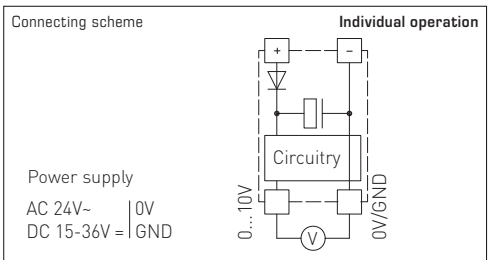 Connecting scheme
Individual operation
+
−
Circuitry
Power supply
AC 24V~ 0V
DC 15-36V = GND
0...10V
0V/GND
V